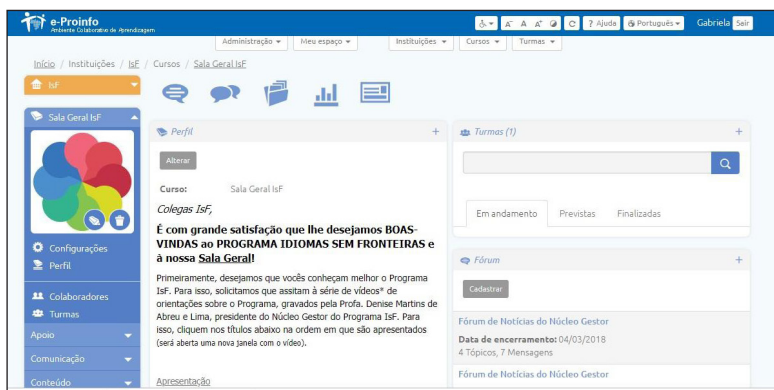 e-Proinfo
Ambiente Colaborativo de Aprendizagem
A- A A+ C ? Ajuda Português Gabriela Sair
Administração Meu espaço Instituições Cursos Turmas
Início / Instituições / IsF / Cursos / Sala Geral IsF
IsF
Sala Geral IsF
Configurações
Perfil
Colaboradores
Turmas
Apoio
Comunicação
Conteúdo
Perfil +
Alterar
Curso: Sala Geral IsF
Colegas IsF,
É com grande satisfação que lhe desejamos BOAS-
VINDAS ao PROGRAMA IDIOMAS SEM FRONTEIRAS e
à nossa Sala Geral!
Primeiramente, desejamos que vocês conheçam melhor o Programa
IsF. Para isso, solicitamos que assitam à série de vídeos* de
orientações sobre o Programa, gravados pela Profa. Denise Martins de
Abreu e Lima, presidente do Núcleo Gestor do Programa IsF. Para
isso, cliquem nos títulos abaixo na ordem em que são apresentados
(será aberta uma nova janela com o vídeo).
Apresentação
Turmas (1) +
Em andamento Previstas Finalizadas
Fórum +
Cadastrar
Fórum de Notícias do Núcleo Gestor
Data de encerramento: 04/03/2018
4 Tópicos, 7 Mensagens
Fórum de Notícias do Núcleo Gestor